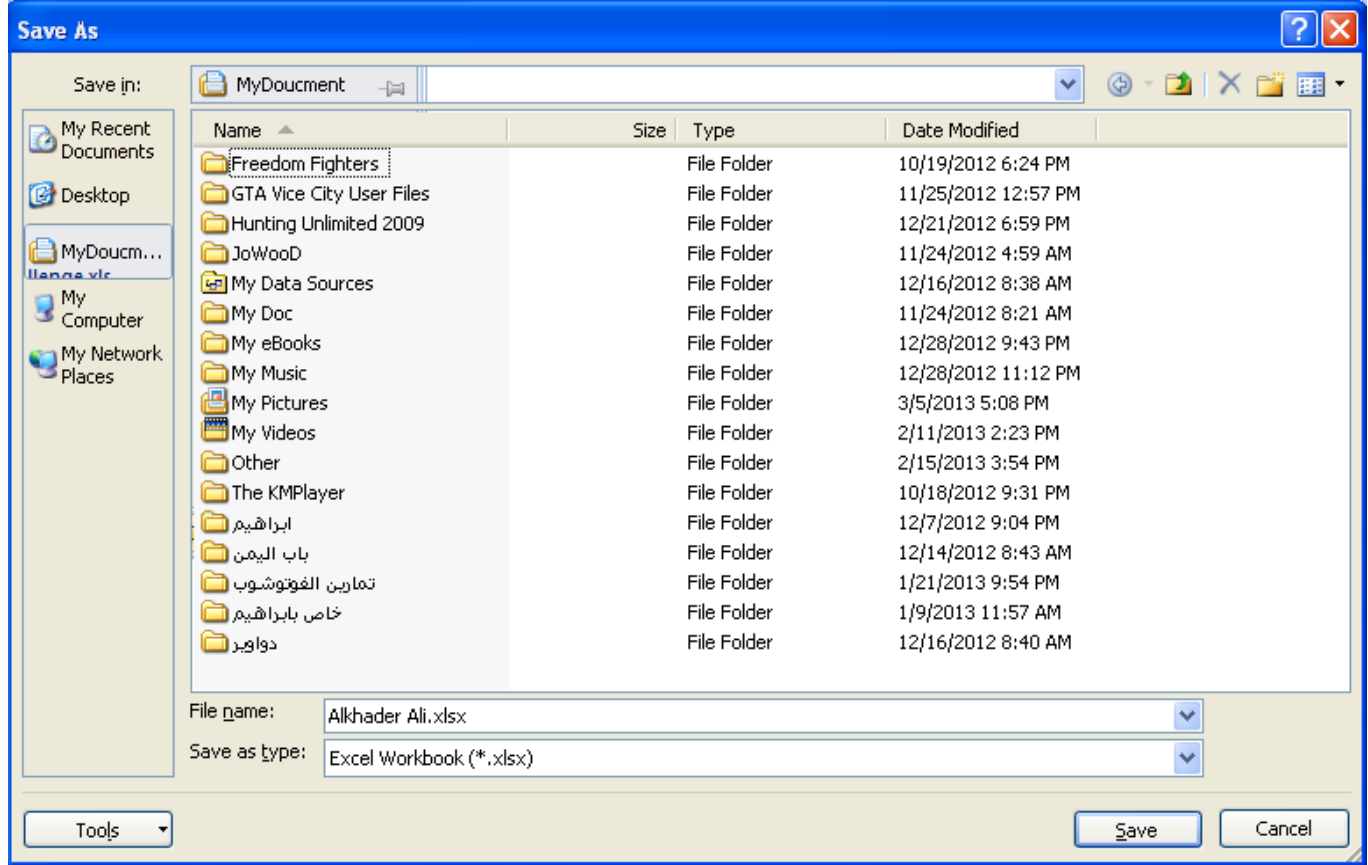 Save As
Save in:
MyDoucment
My Recent Documents
Desktop
MyDoucm...
My Computer
My Network Places
Name Size Type Date Modified
Freedom Fighters File Folder 10/19/2012 6:24 PM
GTA Vice City User Files File Folder 11/25/2012 12:57 PM
Hunting Unlimited 2009 File Folder 12/21/2012 6:59 PM
JoWooD File Folder 11/24/2012 4:59 AM
My Data Sources File Folder 12/16/2012 8:38 AM
My Doc File Folder 11/24/2012 8:21 AM
My eBooks File Folder 12/28/2012 9:43 PM
My Music File Folder 12/28/2012 11:12 PM
My Pictures File Folder 3/5/2013 5:08 PM
My Videos File Folder 2/11/2013 2:23 PM
Other File Folder 2/15/2013 3:54 PM
The KMPlayer File Folder 10/18/2012 9:31 PM
ابراهيم File Folder 12/7/2012 9:04 PM
باب اليمن File Folder 12/14/2012 8:43 AM
تمارين الفوتوشوب File Folder 1/21/2013 9:54 PM
خاص بابراهيم File Folder 1/9/2013 11:57 AM
دواوير File Folder 12/16/2012 8:40 AM
File name: Alkhader Ali.xlsx
Save as type: Excel Workbook (*.xlsx)
Tools
Save
Cancel